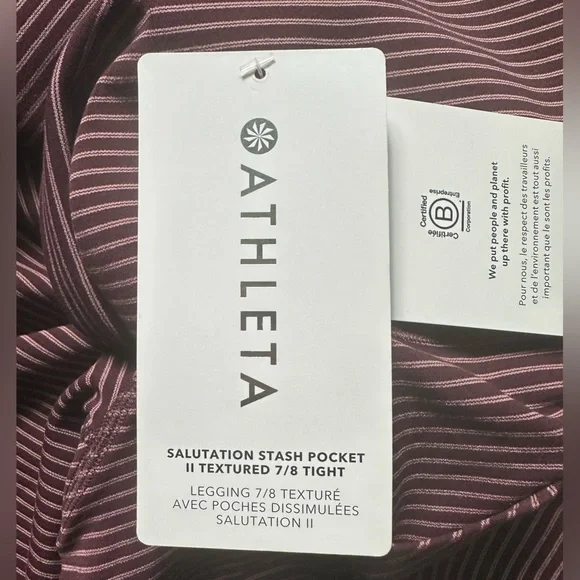 ATHLETA
SALUTATION STASH POCKET
II TEXTURED 7/8 TIGHT
LEGGING 7/8 TEXTURÉ
AVEC POCHES DISSIMULÉES
SALUTATION II
Certified
B
Certifiée
Entreprise
Corporation
We put people and planet
up there with profit.
Pour nous, le respect des travailleurs
et de l'environnement est tout aussi
important que le sont les profits.